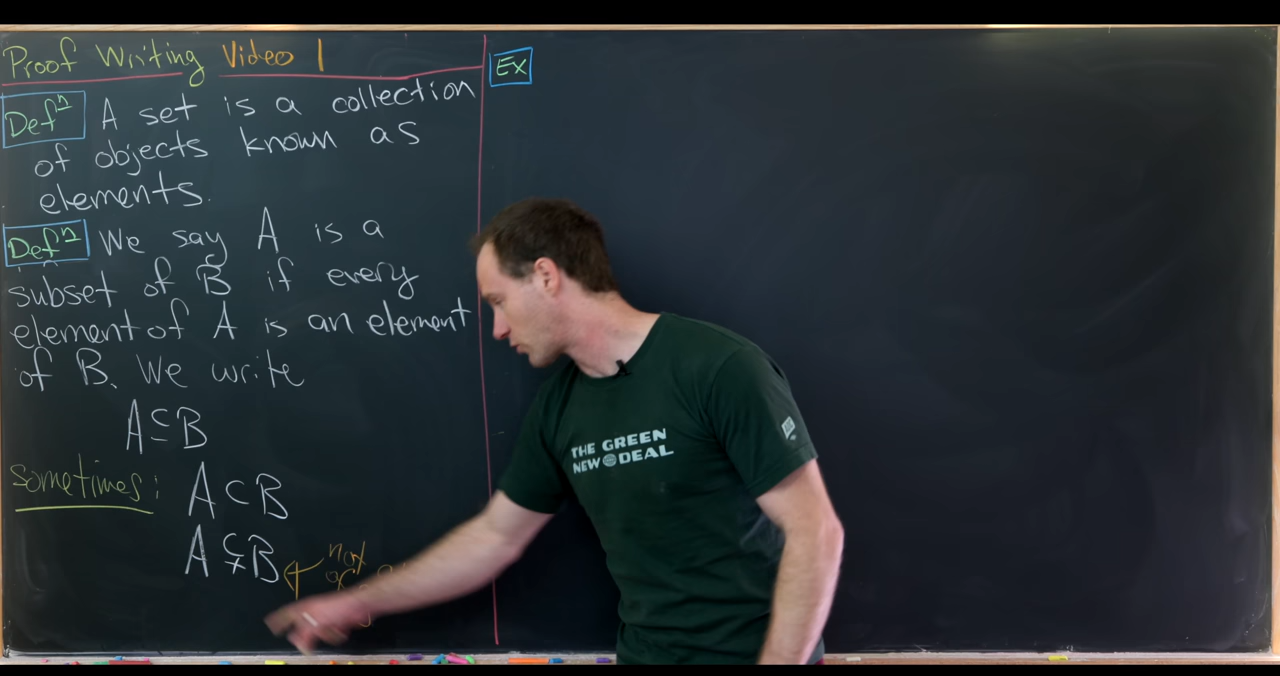 Proof Writing Video 1
Defⁿ A set is a collection
of objects known as
elements.
Defⁿ We say A is a
subset of B if every
element of A is an element
of B. We write
A ⊆ B
sometimes: A ⊂ B
A ⊊ B
not
Ex
THE GREEN
NEW DEAL